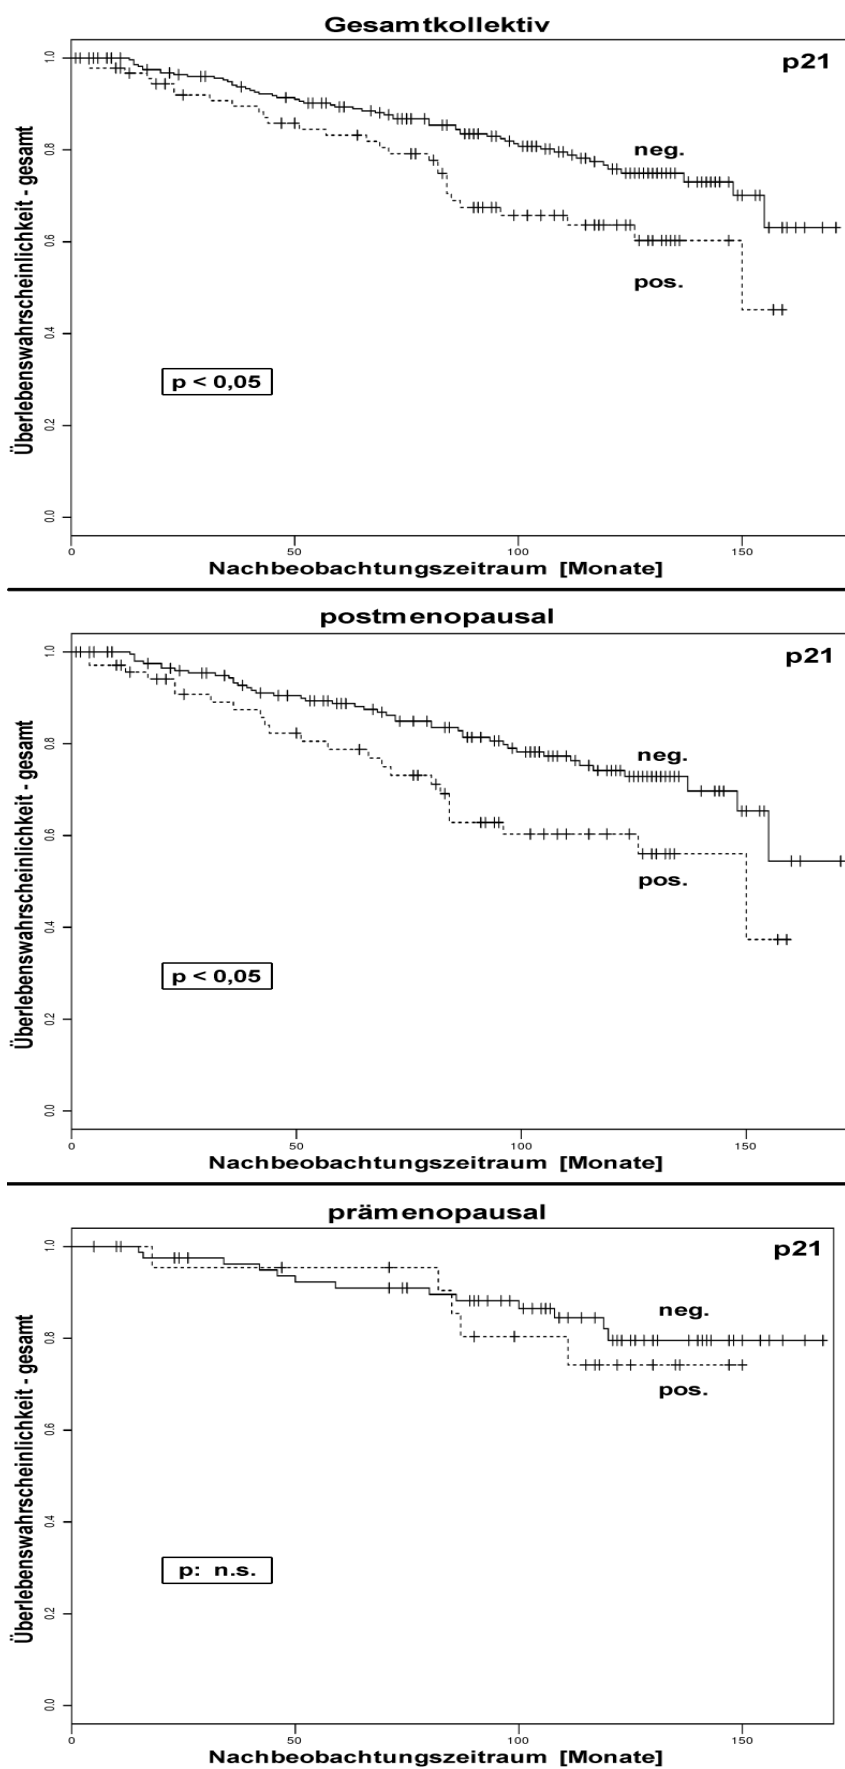 Gesamtkollektiv
p21
Überlebenswahrscheinlichkeit - gesamt
1.0
0.8
0.6
0.4
0.2
0.0
neg.
pos.
p < 0,05
0 50 100 150
Nachbeobachtungszeitraum [Monate]
postmenopausal
p21
Überlebenswahrscheinlichkeit - gesamt
1.0
0.8
0.6
0.4
0.2
0.0
neg.
pos.
p < 0,05
0 50 100 150
Nachbeobachtungszeitraum [Monate]
prämenopausal
p21
Überlebenswahrscheinlichkeit - gesamt
1.0
0.8
0.6
0.4
0.2
0.0
neg.
pos.
p: n.s.
0 50 100 150
Nachbeobachtungszeitraum [Monate]